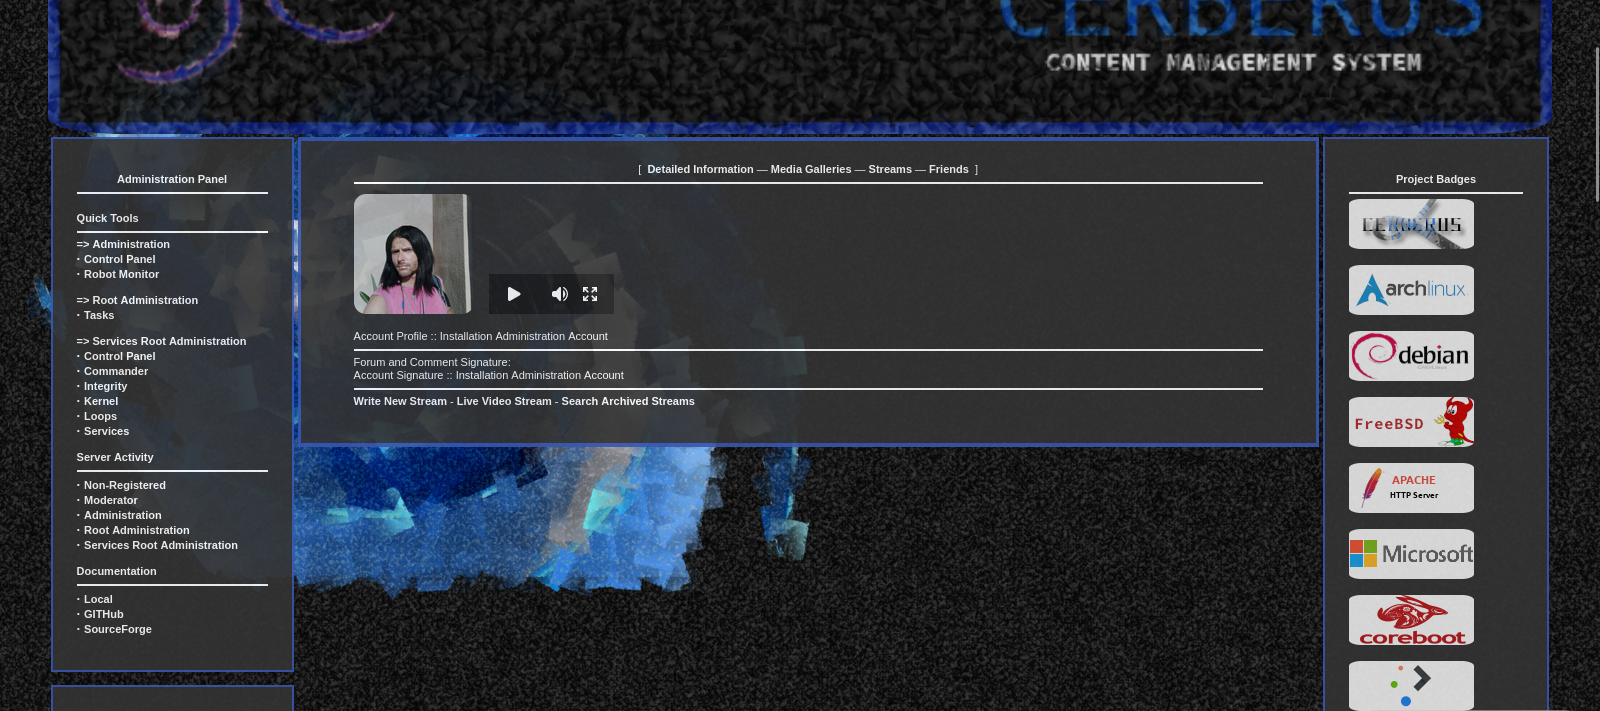 CERBERUS
CONTENT MANAGEMENT SYSTEM
Administration Panel
Quick Tools
=> Administration
· Control Panel
· Robot Monitor
=> Root Administration
· Tasks
=> Services Root Administration
· Control Panel
· Commander
· Integrity
· Kernel
· Loops
· Services
Server Activity
· Non-Registered
· Moderator
· Administration
· Root Administration
· Services Root Administration
Documentation
· Local
· GITHub
· SourceForge
[ Detailed Information — Media Galleries — Streams — Friends ]
Account Profile :: Installation Administration Account
Forum and Comment Signature:
Account Signature :: Installation Administration Account
Write New Stream - Live Video Stream - Search Archived Streams
Project Badges
CERBERUS
archlinux
debian
FreeBSD
APACHE
HTTP Server
Microsoft
coreboot